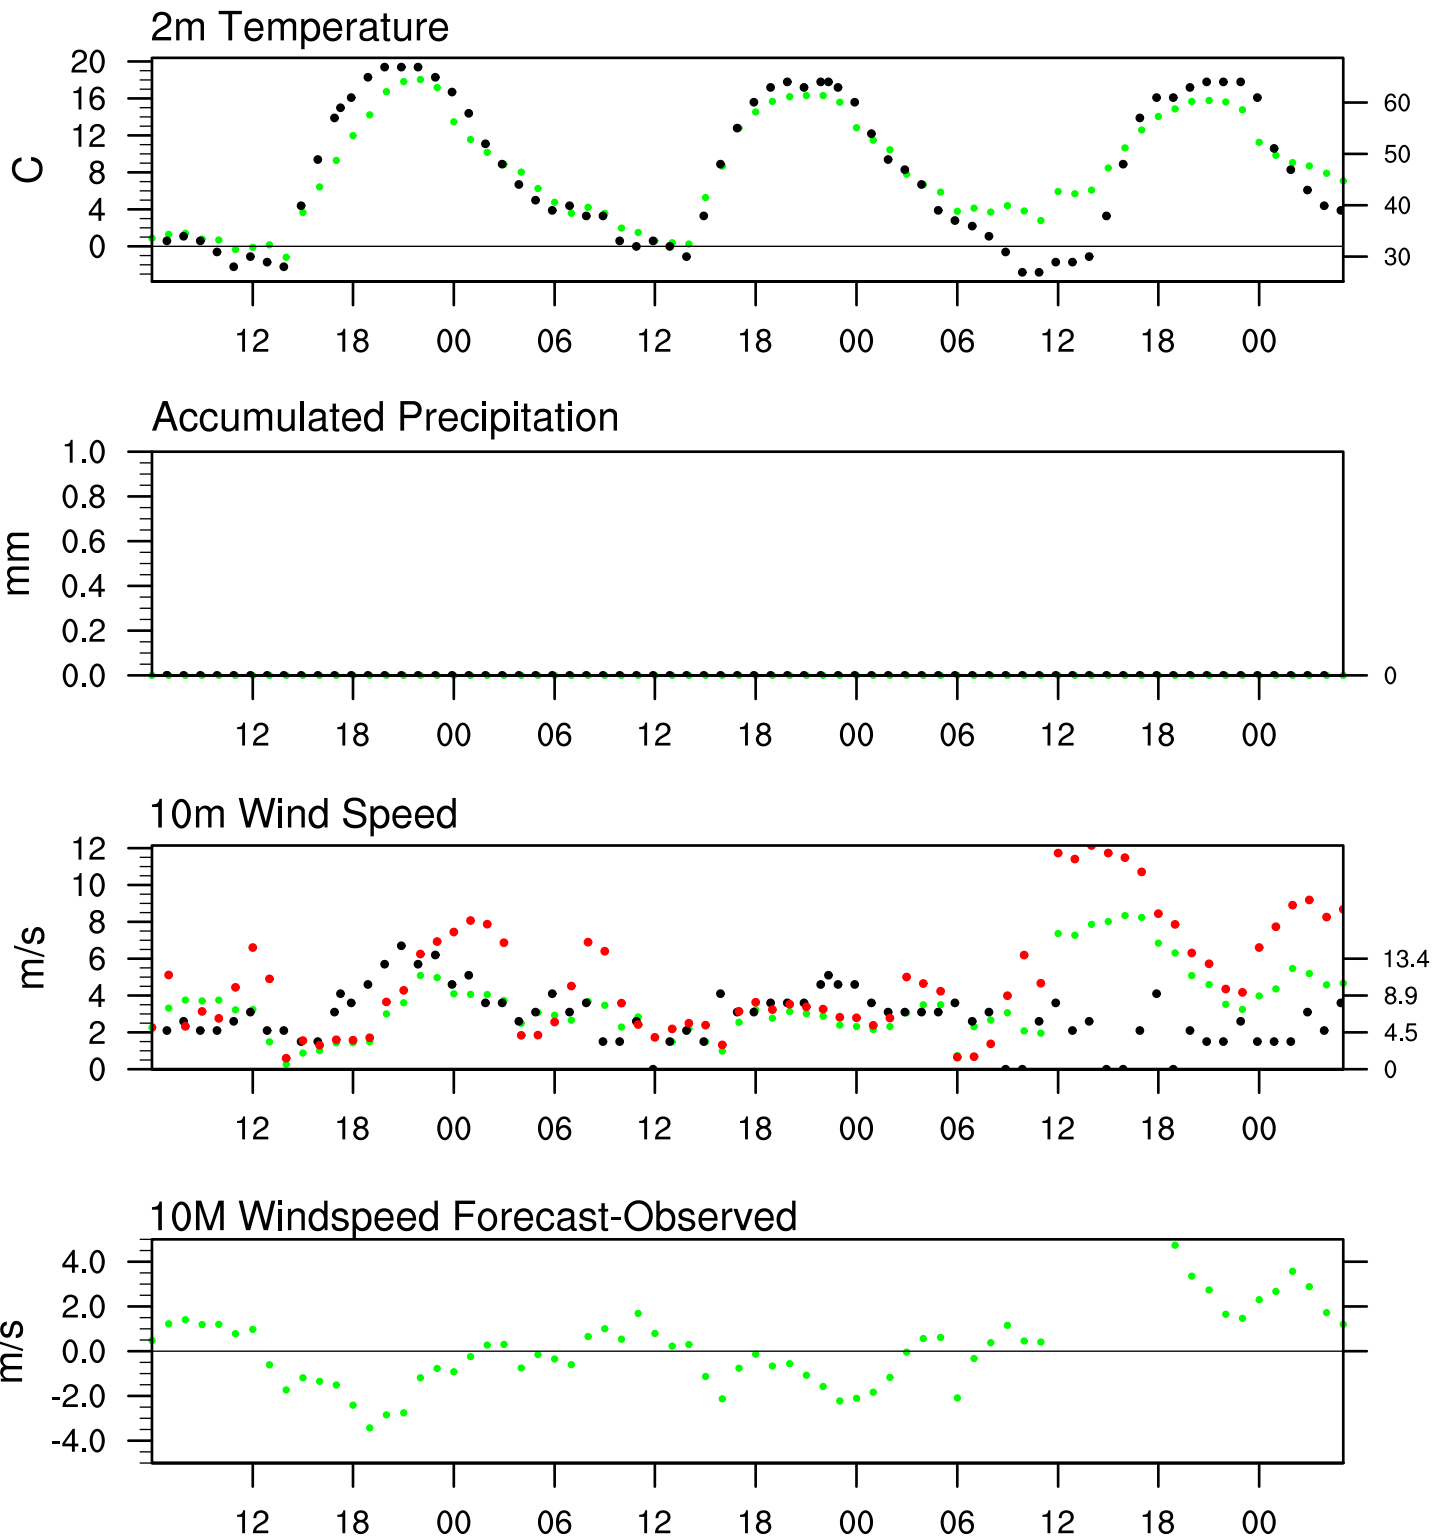 2m Temperature
20
16
12
8
4
0
C
60
50
40
30
12 18 00 06 12 18 00 06 12 18 00
Accumulated Precipitation
1.0
0.8
0.6
0.4
0.2
0.0
mm
0
12 18 00 06 12 18 00 06 12 18 00
10m Wind Speed
12
10
8
6
4
2
0
m/s
13.4
8.9
4.5
0
12 18 00 06 12 18 00 06 12 18 00
10M Windspeed Forecast-Observed
4.0
2.0
0.0
-2.0
-4.0
m/s
12 18 00 06 12 18 00 06 12 18 00